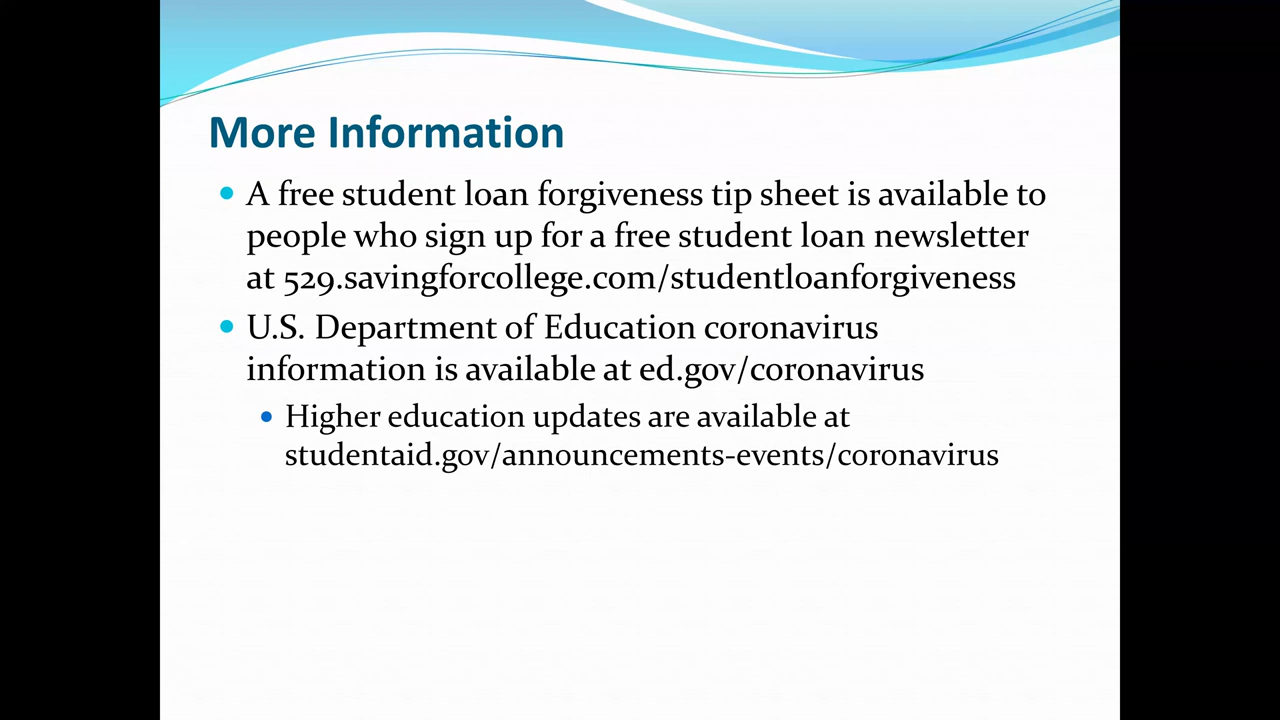 More Information
A free student loan forgiveness tip sheet is available to
people who sign up for a free student loan newsletter
at 529.savingforcollege.com/studentloanforgiveness
U.S. Department of Education coronavirus
information is available at ed.gov/coronavirus
Higher education updates are available at
studentaid.gov/announcements-events/coronavirus